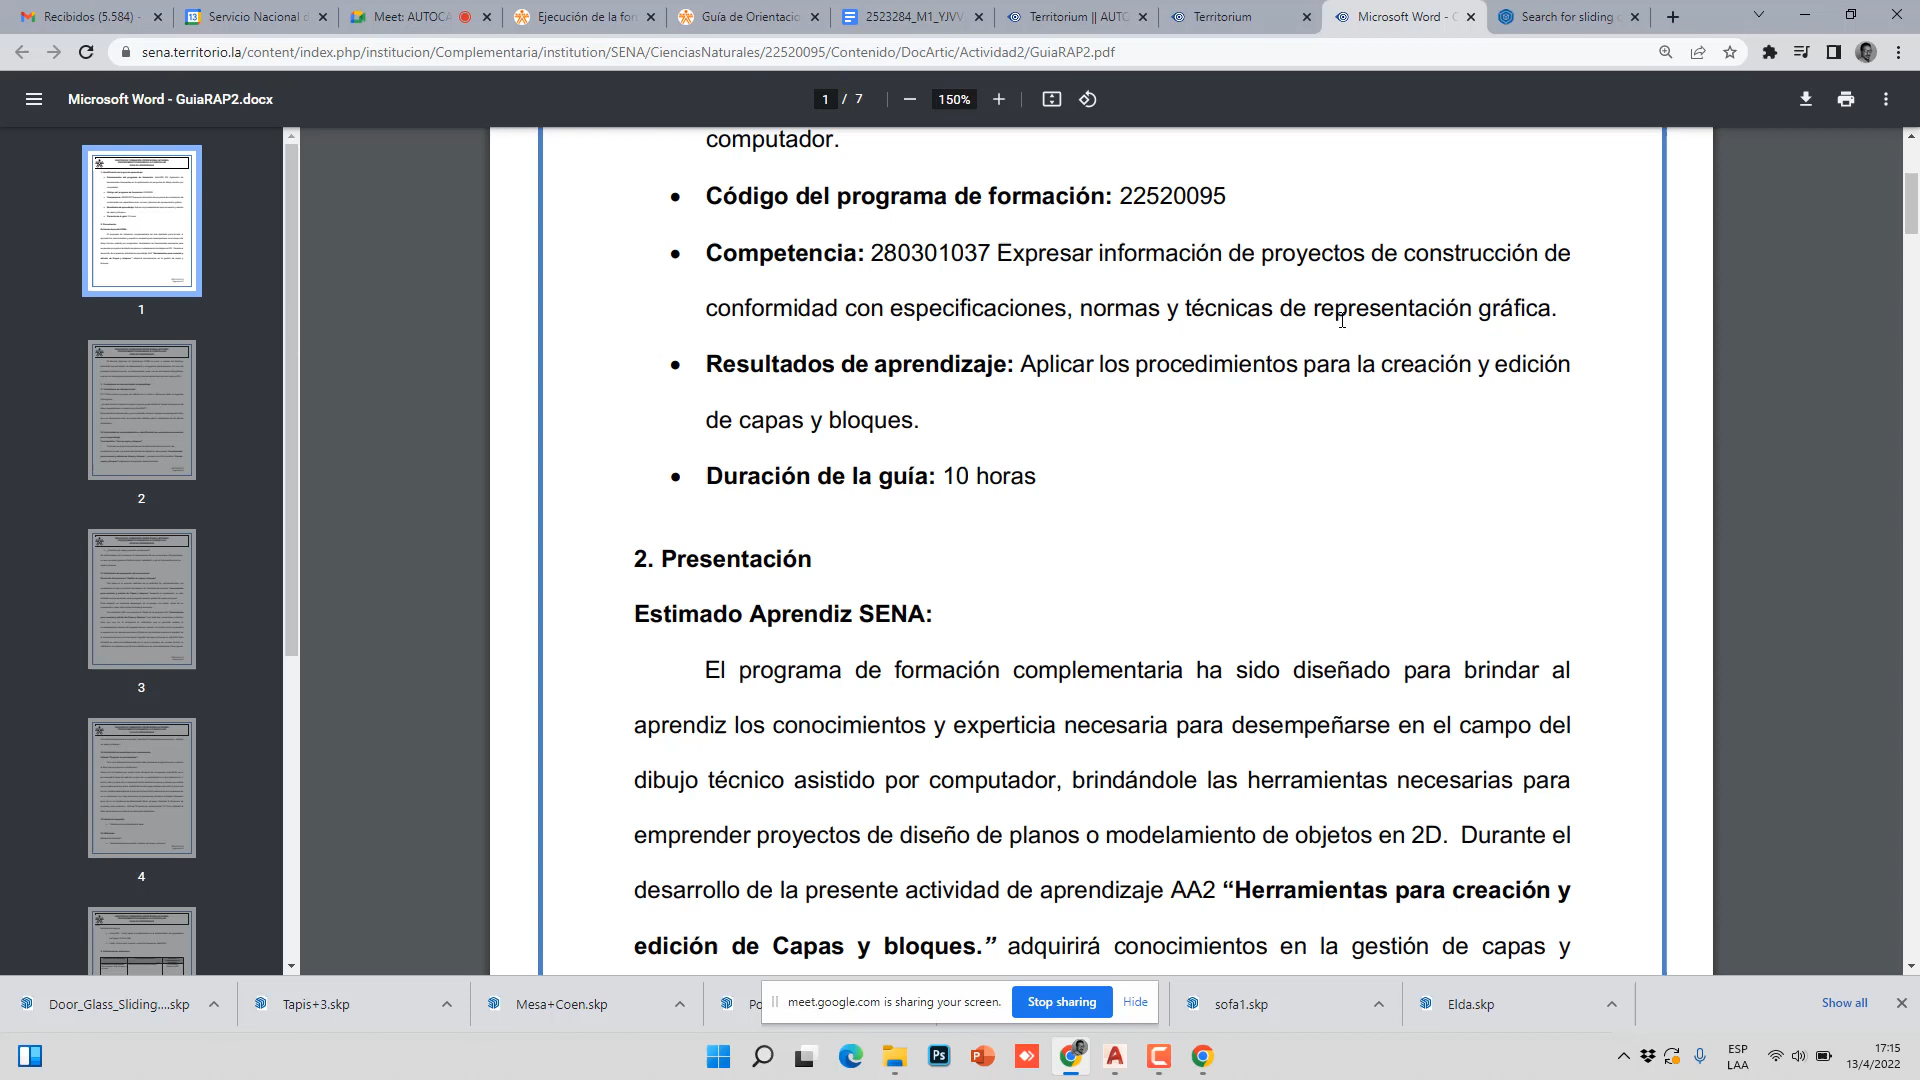 Recibidos (5.584) -
Servicio Nacional d
Meet: AUTOCA
Ejecución de la for
Guía de Orientacio
2523284_M1_YJVV
Territorium || AUTO
Territorium
Microsoft Word - G
Search for sliding
sena.territorio.la/content/index.php/institucion/Complementaria/institution/SENA/CienciasNaturales/22520095/Contenido/DocArtic/Actividad2/GuiaRAP2.pdf
Microsoft Word - GuiaRAP2.docx
1 / 7
150%
computador.
• Código del programa de formación: 22520095
• Competencia: 280301037 Expresar información de proyectos de construcción de
conformidad con especificaciones, normas y técnicas de representación gráfica.
• Resultados de aprendizaje: Aplicar los procedimientos para la creación y edición
de capas y bloques.
• Duración de la guía: 10 horas
2. Presentación
Estimado Aprendiz SENA:
El programa de formación complementaria ha sido diseñado para brindar al
aprendiz los conocimientos y experticia necesaria para desempeñarse en el campo del
dibujo técnico asistido por computador, brindándole las herramientas necesarias para
emprender proyectos de diseño de planos o modelamiento de objetos en 2D. Durante el
desarrollo de la presente actividad de aprendizaje AA2 “Herramientas para creación y
edición de Capas y bloques.” adquirirá conocimientos en la gestión de capas y
1
2
3
4
Door_Glass_Sliding....skp
Tapis+3.skp
Mesa+Coen.skp
Po
meet.google.com is sharing your screen.
Stop sharing
Hide
sofa1.skp
Elda.skp
Show all
Ps
ESP
LAA
17:15
13/4/2022